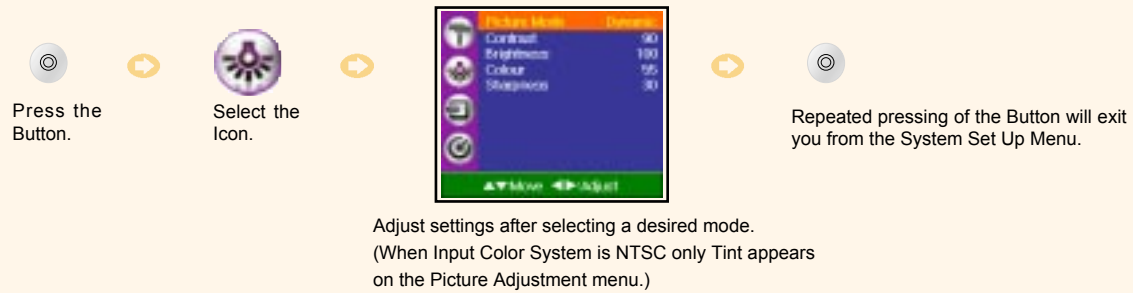 Press the
Button.
Select the
Icon.
Picture Mode Dynamic
Contrast 90
Brightness 100
Colour 55
Sharpness 30
▲▼:Move ◀▶:Adjust
Adjust settings after selecting a desired mode.
(When Input Color System is NTSC only Tint appears
on the Picture Adjustment menu.)
Repeated pressing of the Button will exit
you from the System Set Up Menu.